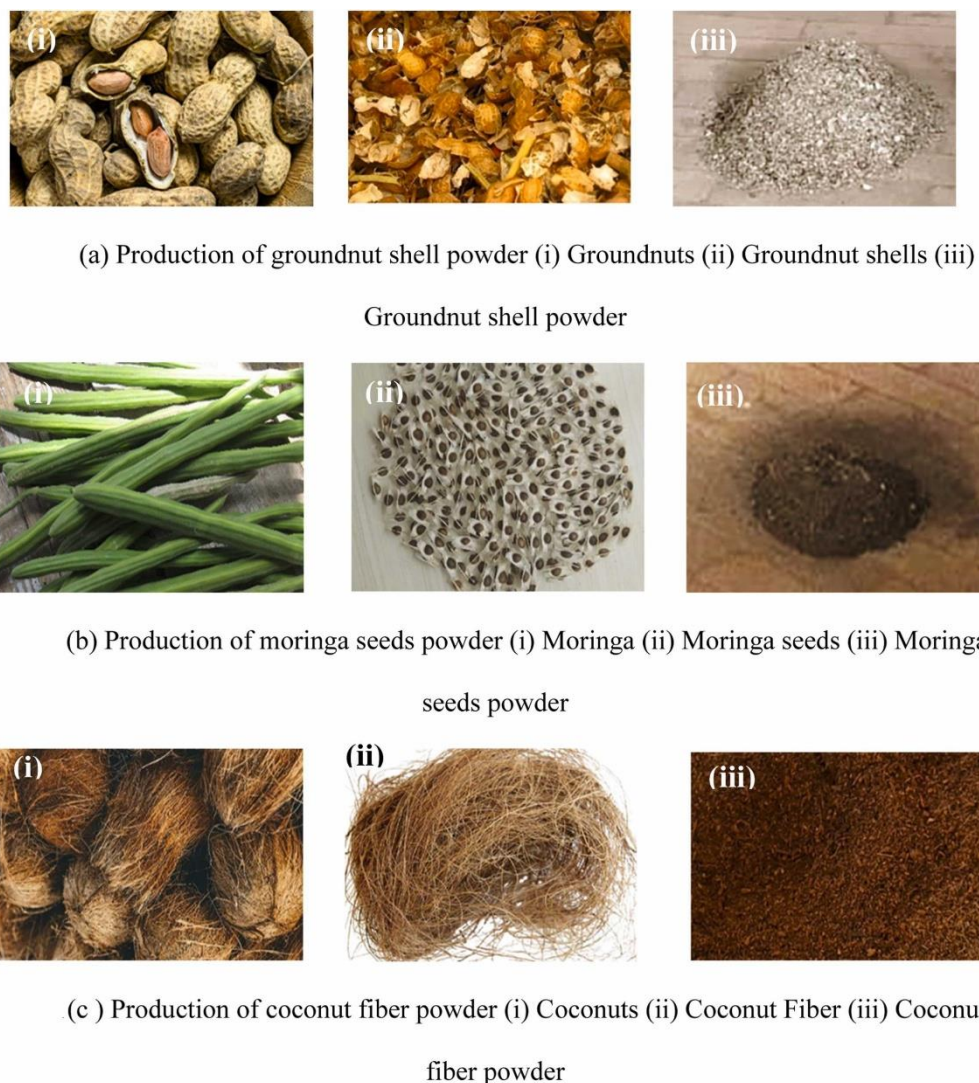 (i) (ii) (iii)
(a) Production of groundnut shell powder (i) Groundnuts (ii) Groundnut shells (iii)
Groundnut shell powder
(i) (ii) (iii)
(b) Production of moringa seeds powder (i) Moringa (ii) Moringa seeds (iii) Moringa
seeds powder
(i) (ii) (iii)
(c ) Production of coconut fiber powder (i) Coconuts (ii) Coconut Fiber (iii) Coconu
fiber powder